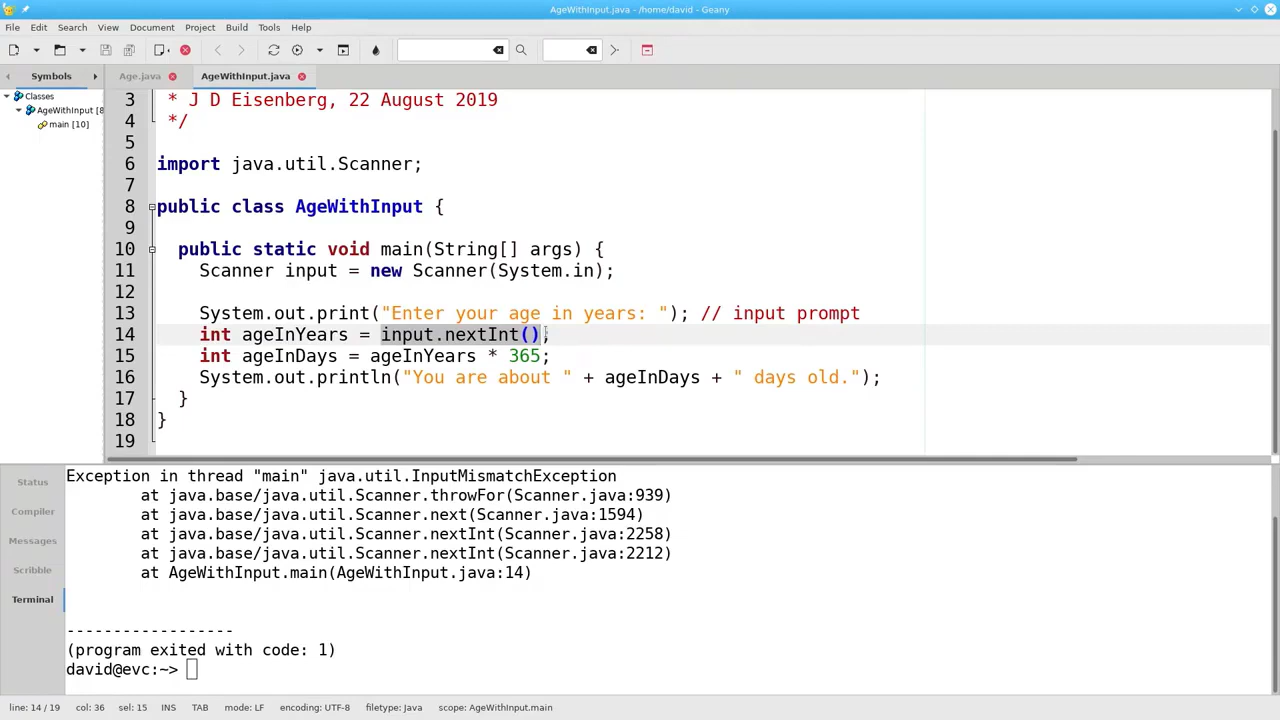 AgeWithInput.java - /home/david - Geany
File Edit Search View Document Project Build Tools Help
Symbols Age.java AgeWithInput.java
Classes
AgeWithInput [8
main [10]
3 * J D Eisenberg, 22 August 2019
4 */
5
6 import java.util.Scanner;
7
8 public class AgeWithInput {
9
10 public static void main(String[] args) {
11 Scanner input = new Scanner(System.in);
12
13 System.out.print("Enter your age in years: "); // input prompt
14 int ageInYears = input.nextInt();
15 int ageInDays = ageInYears * 365;
16 System.out.println("You are about " + ageInDays + " days old.");
17 }
18 }
19
Status
Compiler
Messages
Scribble
Terminal
Exception in thread "main" java.util.InputMismatchException
at java.base/java.util.Scanner.throwFor(Scanner.java:939)
at java.base/java.util.Scanner.next(Scanner.java:1594)
at java.base/java.util.Scanner.nextInt(Scanner.java:2258)
at java.base/java.util.Scanner.nextInt(Scanner.java:2212)
at AgeWithInput.main(AgeWithInput.java:14)
------------------
(program exited with code: 1)
david@evc:~>
line: 14 / 19 col: 36 sel: 15 INS TAB mode: LF encoding: UTF-8 filetype: Java scope: AgeWithInput.main